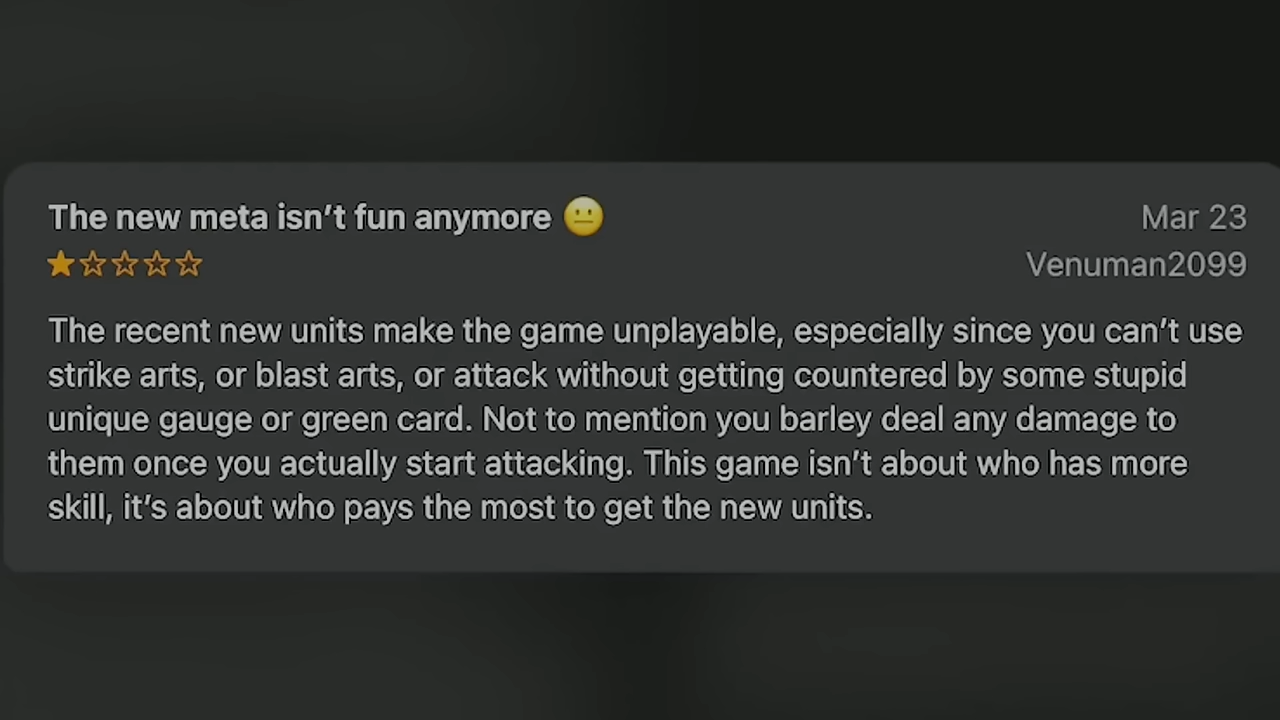 The new meta isn’t fun anymore 😐
Mar 23
Venuman2099
The recent new units make the game unplayable, especially since you can’t use
strike arts, or blast arts, or attack without getting countered by some stupid
unique gauge or green card. Not to mention you barley deal any damage to
them once you actually start attacking. This game isn’t about who has more
skill, it’s about who pays the most to get the new units.